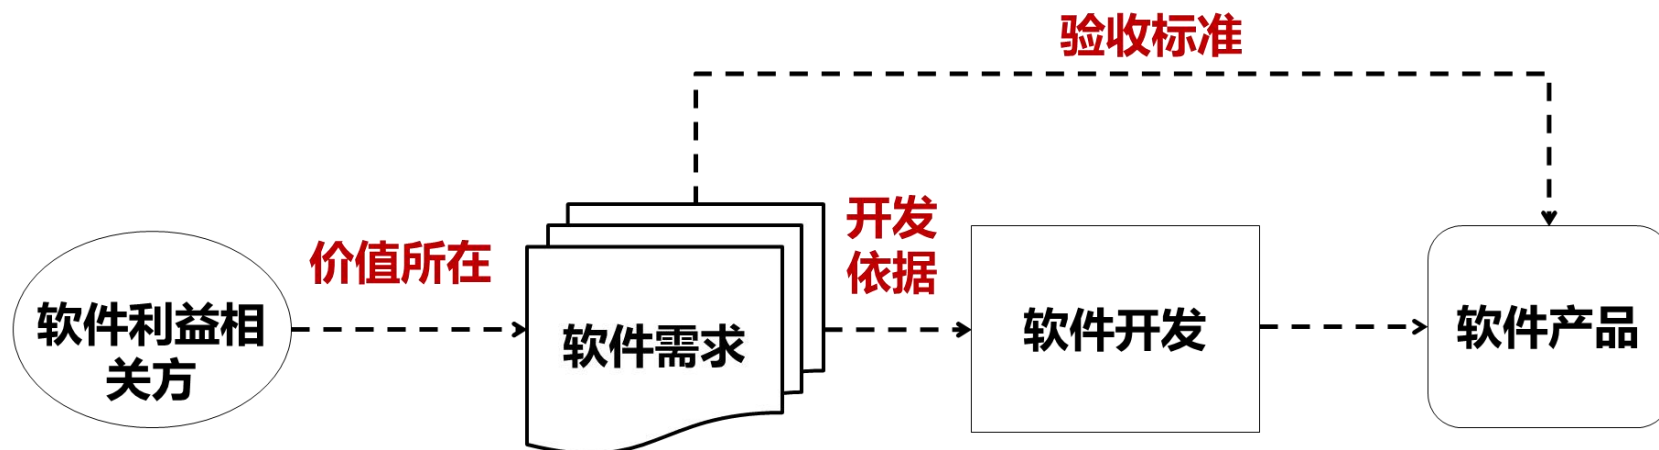 验收标准
价值所在
开发
依据
软件利益相
关方
软件需求
软件开发
软件产品